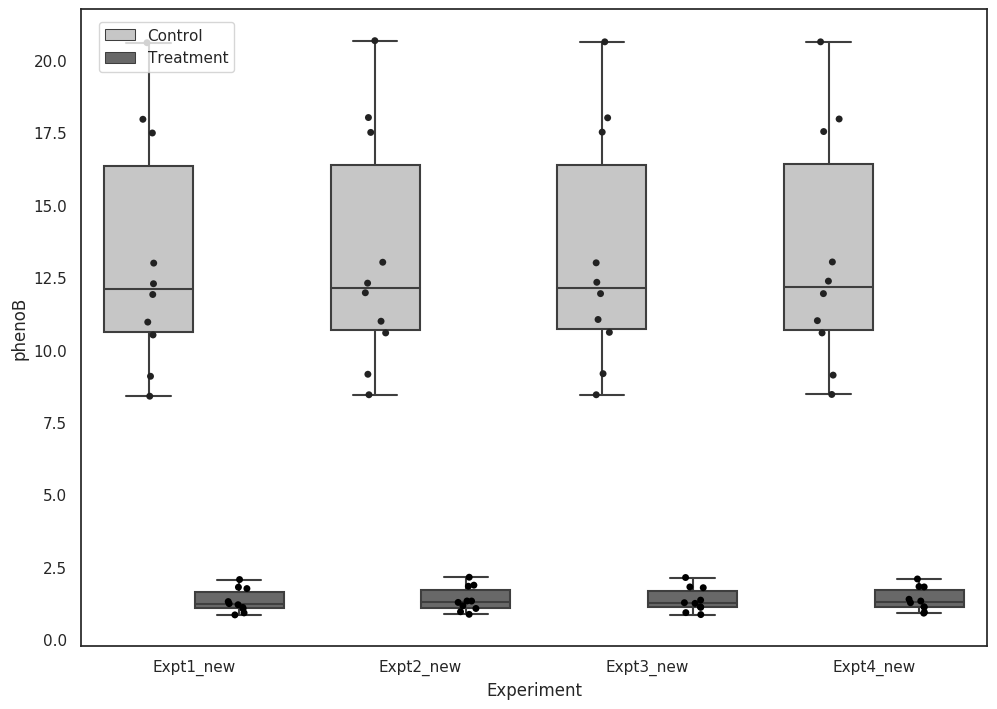 Control
Treatment
20.0
17.5
15.0
12.5
10.0
7.5
5.0
2.5
0.0
phenoB
Expt1_new Expt2_new Expt3_new Expt4_new
Experiment